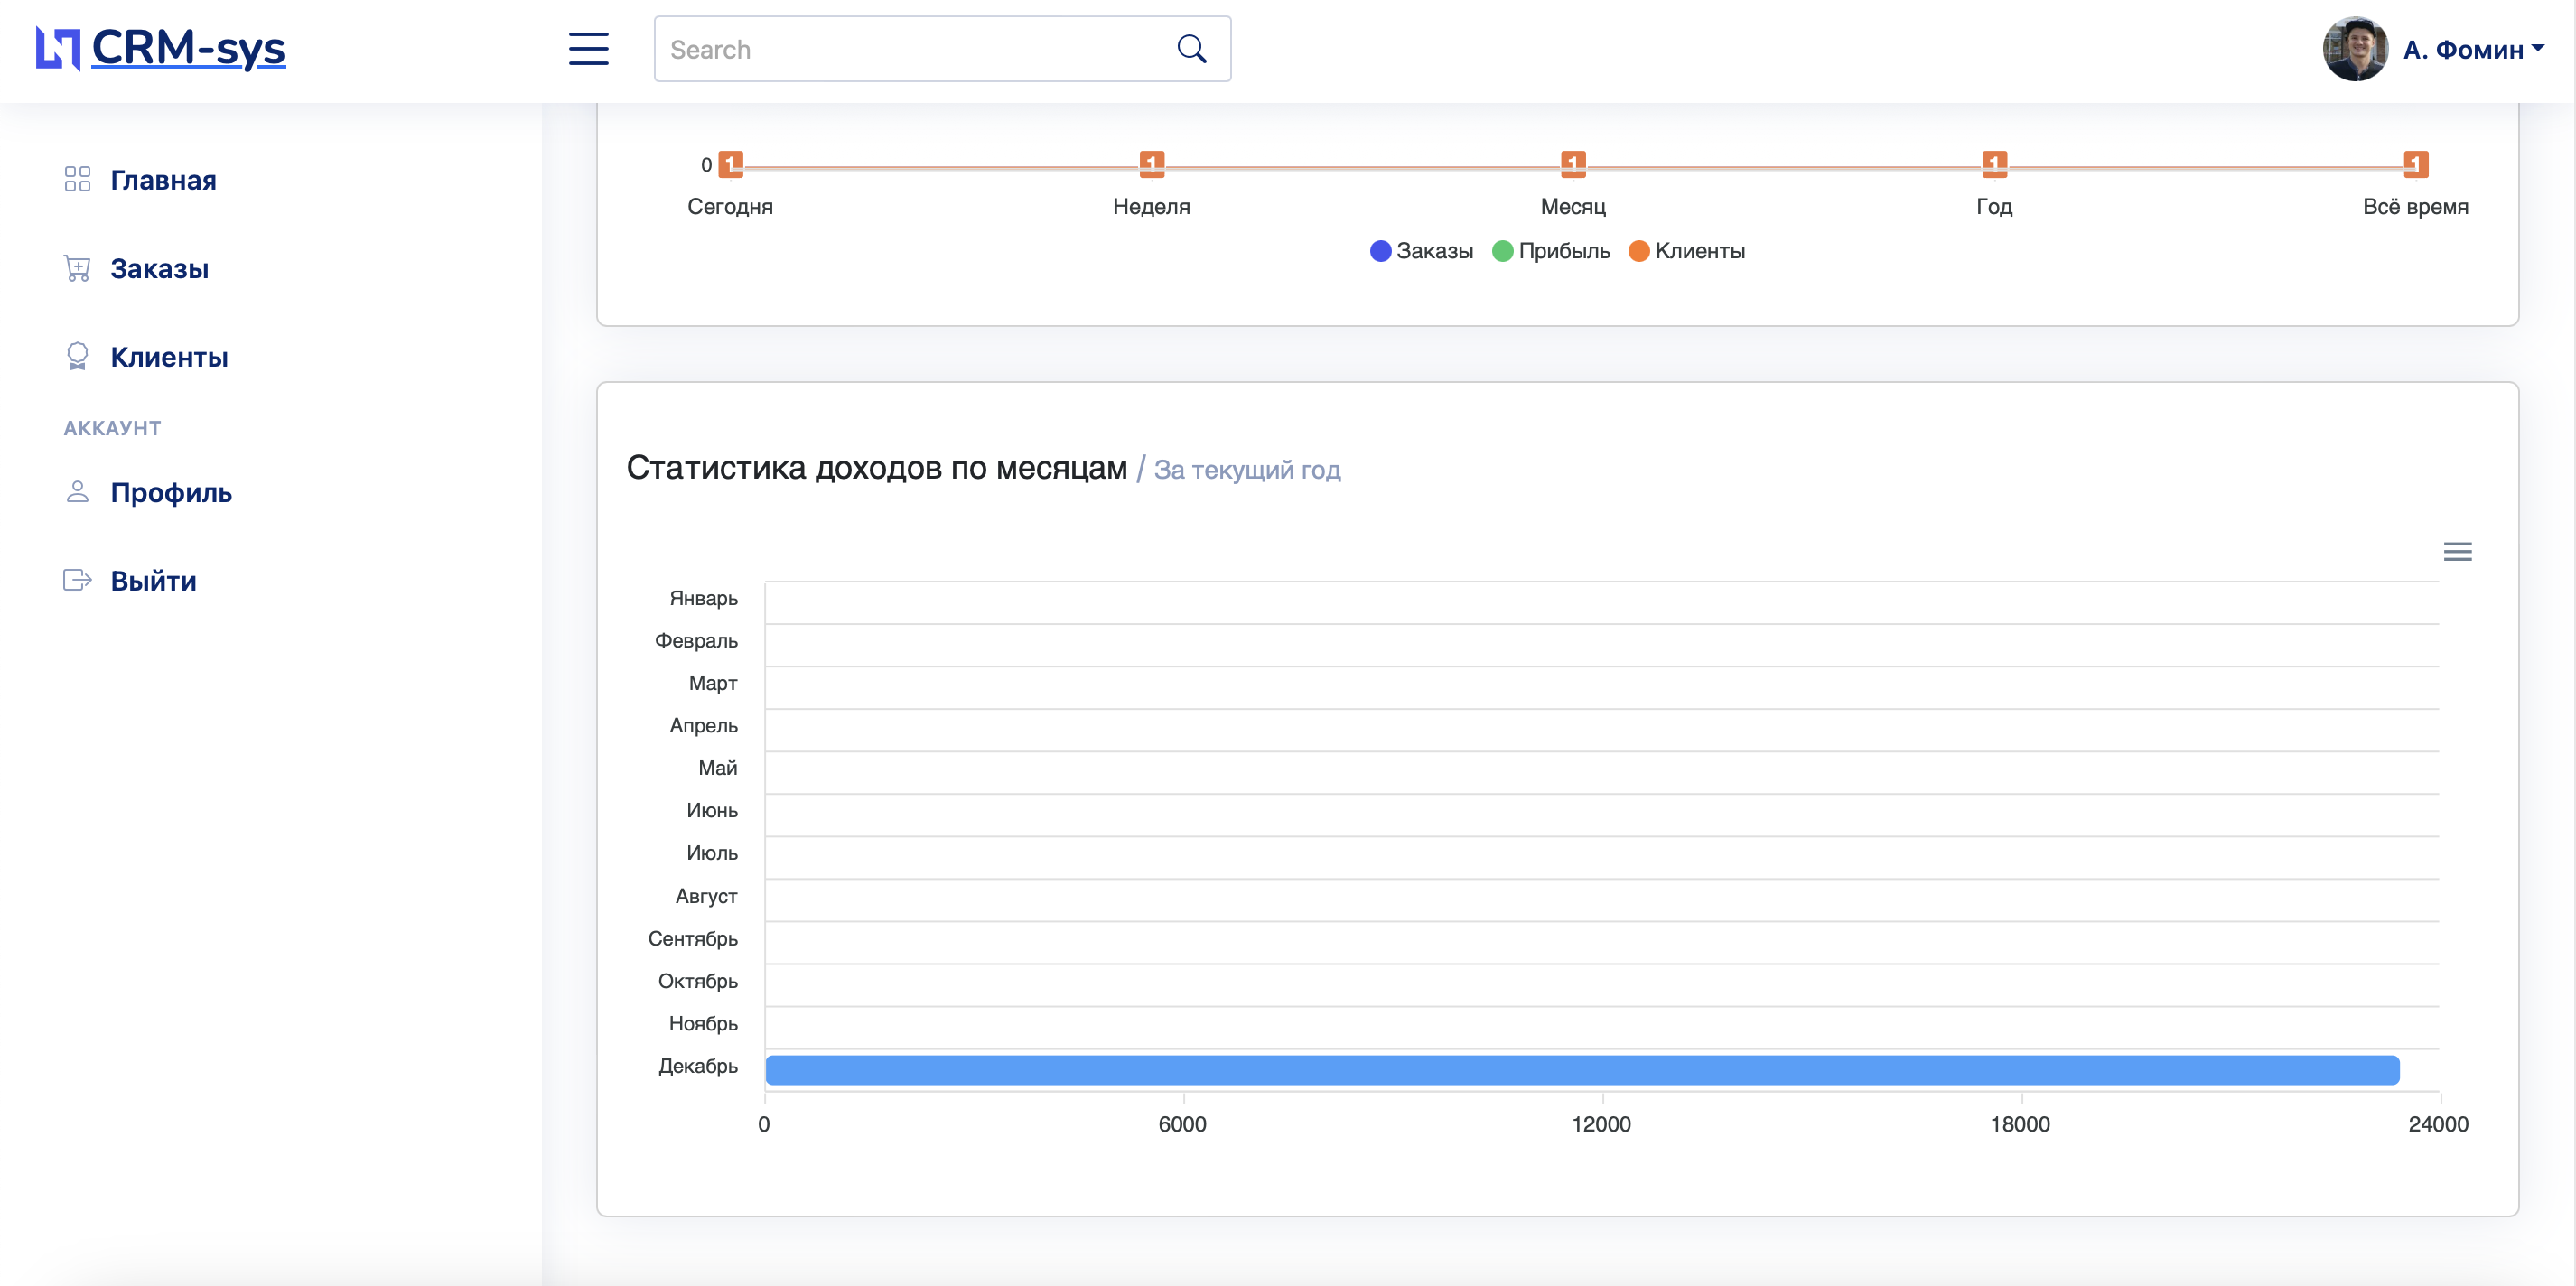 CRM-sys
Search
А. Фомин
Главная
Заказы
Клиенты
АККАУНТ
Профиль
Выйти
0 1 1 1 1 1
Сегодня Неделя Месяц Год Всё время
Заказы Прибыль Клиенты
Статистика доходов по месяцам / За текущий год
Январь
Февраль
Март
Апрель
Май
Июнь
Июль
Август
Сентябрь
Октябрь
Ноябрь
Декабрь
0 6000 12000 18000 24000